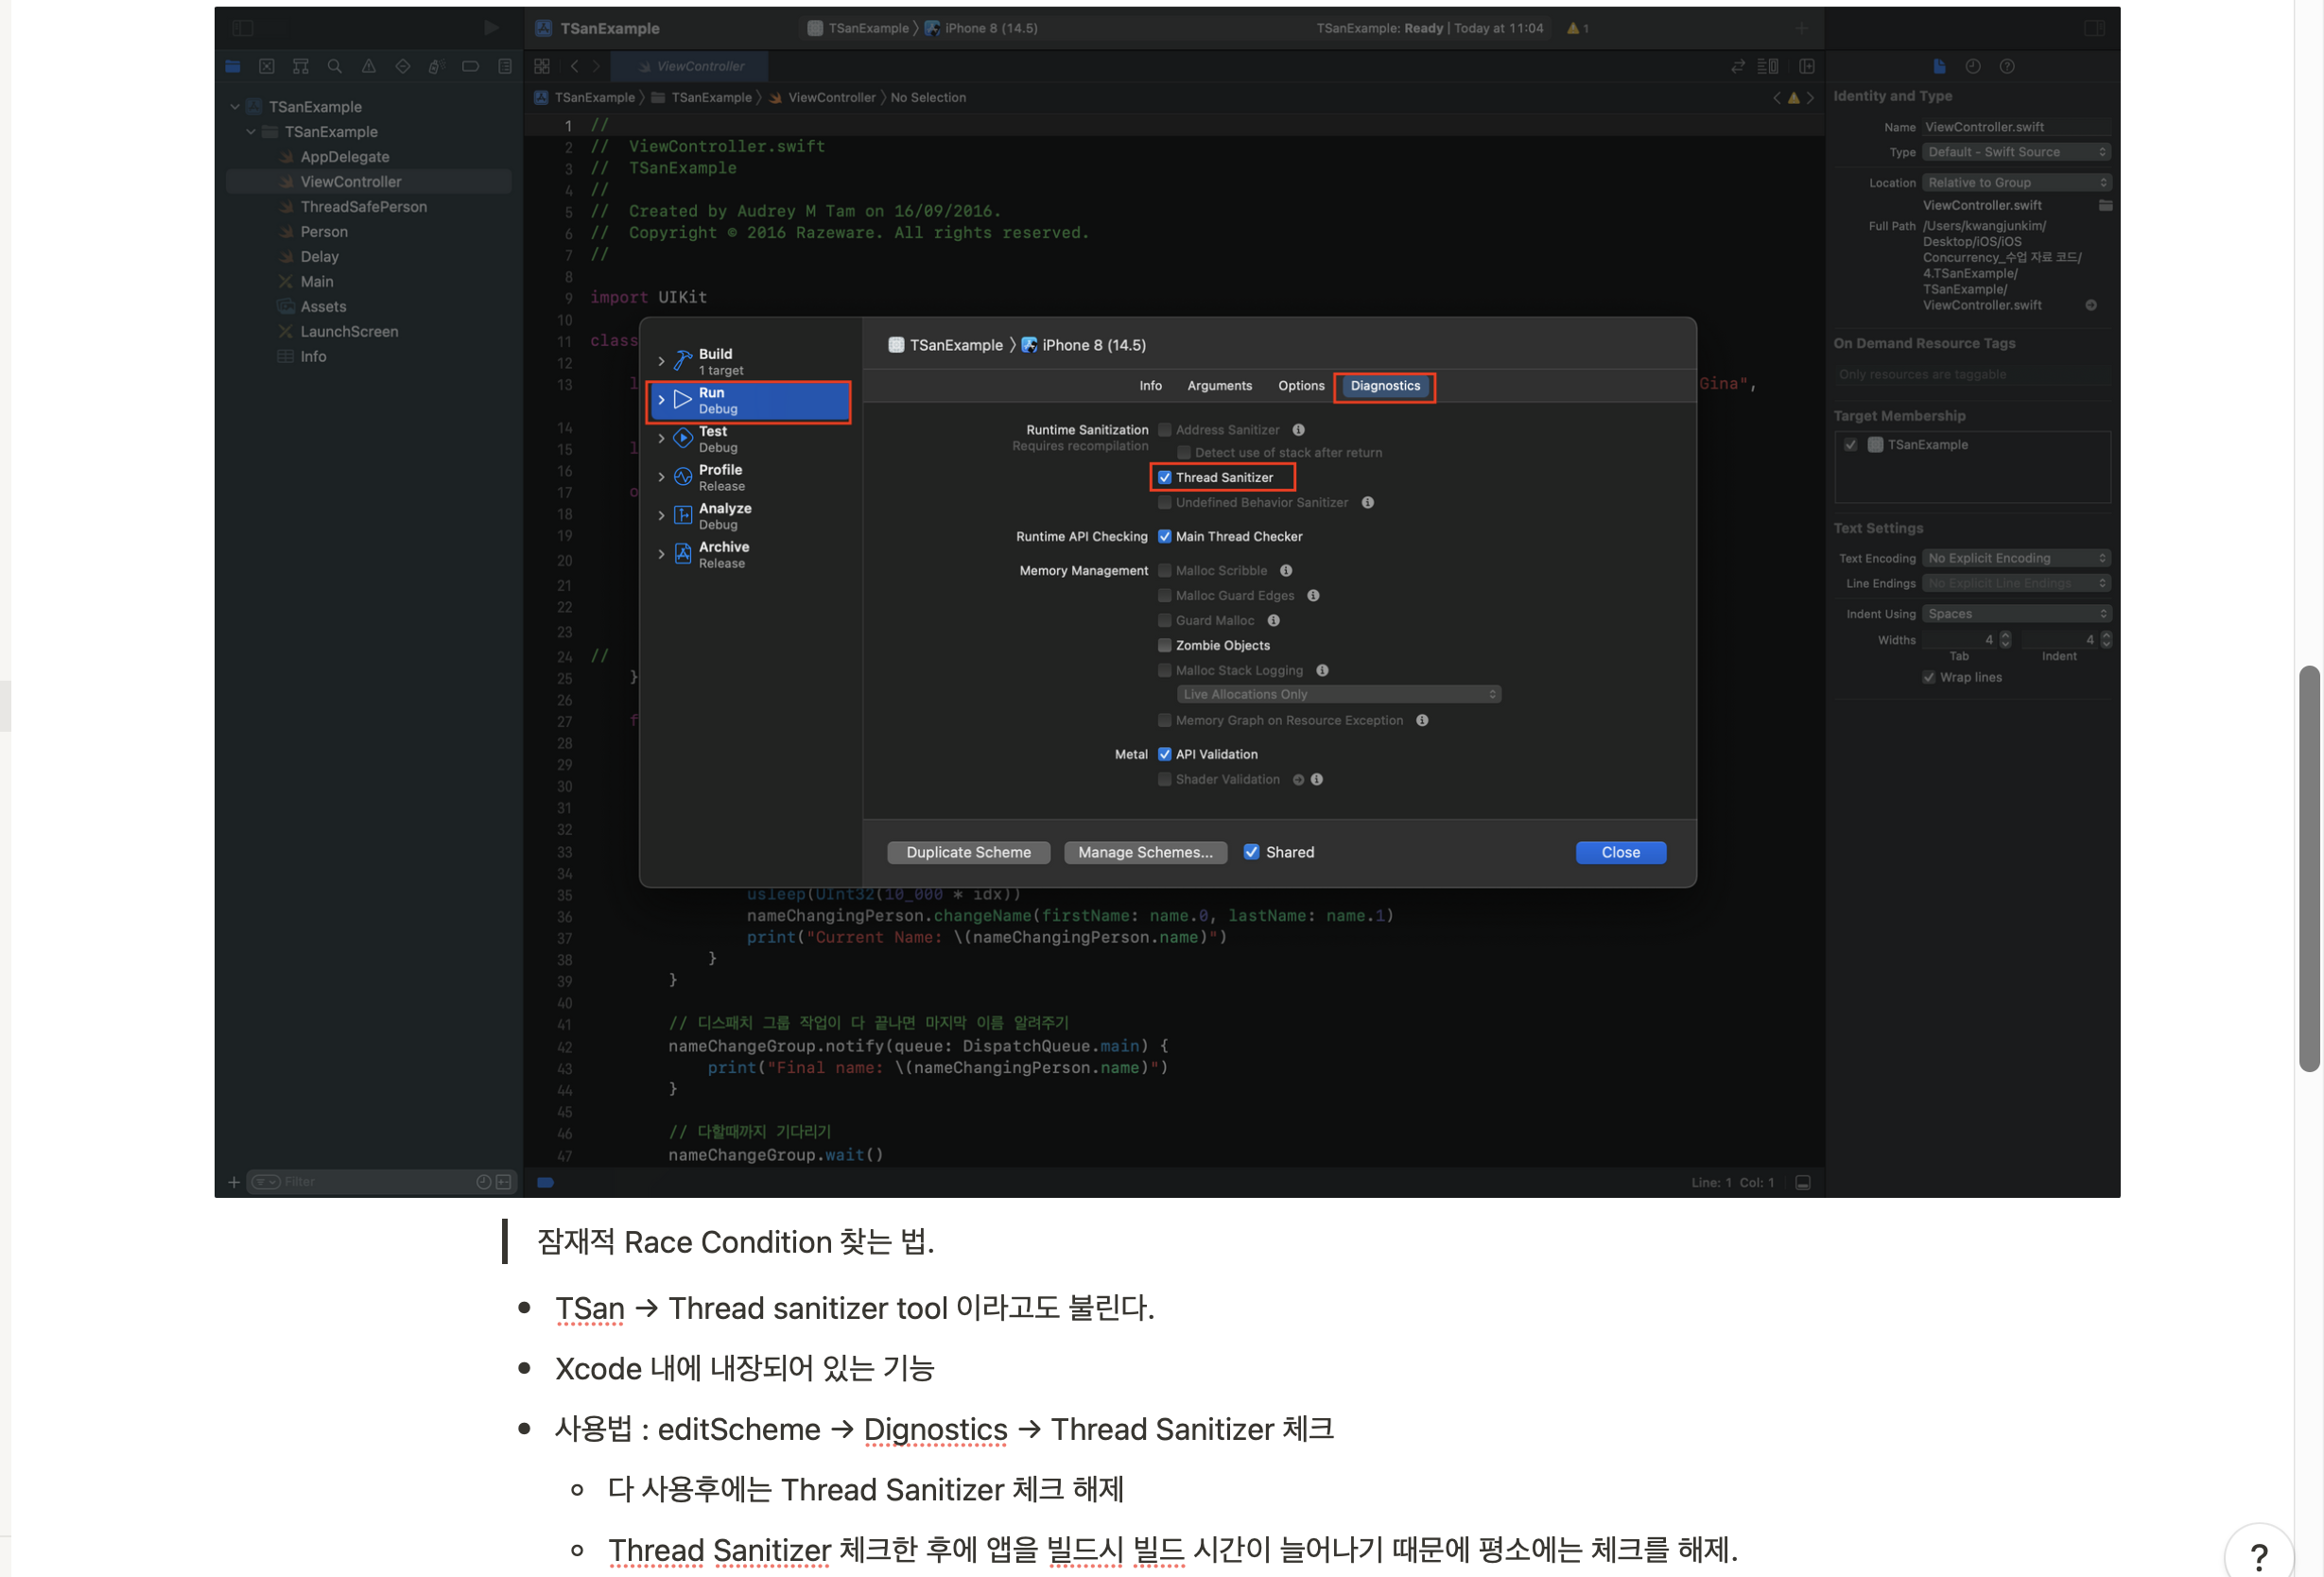 TSanExample
TSanExample 〉 iPhone 8 (14.5)
TSanExample: Ready | Today at 11:04
1
ViewController
TSanExample 〉 TSanExample 〉 ViewController 〉 No Selection
TSanExample
TSanExample
AppDelegate
ViewController
ThreadSafePerson
Person
Delay
Main
Assets
LaunchScreen
Info
Filter
1 //
2 //  ViewController.swift
3 //  TSanExample
4 //
5 //  Created by Audrey M Tam on 16/09/2016.
6 //  Copyright © 2016 Razeware. All rights reserved.
7 //
8
9 import UIKit
10
11 class
12
13 l Gina",
14
15 l
16
17 o
18
19
20
21
22
23
24 //
25 }
26
27 f
28
29
30
31
32
33
34
35 usleep(UInt32(10_000 * idx))
36 nameChangingPerson.changeName(firstName: name.0, lastName: name.1)
37 print("Current Name: \(nameChangingPerson.name)")
38 }
39 }
40
41 // 디스패치 그룹 작업이 다 끝나면 마지막 이름 알려주기
42 nameChangeGroup.notify(queue: DispatchQueue.main) {
43 print("Final name: \(nameChangingPerson.name)")
44 }
45
46 // 다할때까지 기다리기
47 nameChangeGroup.wait()
Line: 1 Col: 1
Build
1 target
Run
Debug
Test
Debug
Profile
Release
Analyze
Debug
Archive
Release
TSanExample 〉 iPhone 8 (14.5)
Info Arguments Options Diagnostics
Runtime Sanitization Address Sanitizer
Requires recompilation
Detect use of stack after return
Thread Sanitizer
Undefined Behavior Sanitizer
Runtime API Checking Main Thread Checker
Memory Management Malloc Scribble
Malloc Guard Edges
Guard Malloc
Zombie Objects
Malloc Stack Logging
Live Allocations Only
Memory Graph on Resource Exception
Metal API Validation
Shader Validation
Duplicate Scheme Manage Schemes... Shared Close
Identity and Type
Name ViewController.swift
Type Default - Swift Source
Location Relative to Group
ViewController.swift
Full Path /Users/kwangjunkim/
Desktop/iOS/iOS
Concurrency_수업 자료 코드/
4.TSanExample/
TSanExample/
ViewController.swift
On Demand Resource Tags
Only resources are taggable
Target Membership
TSanExample
Text Settings
Text Encoding No Explicit Encoding
Line Endings No Explicit Line Endings
Indent Using Spaces
Widths 4 4
Tab Indent
Wrap lines
잠재적 Race Condition 찾는 법.
• TSan → Thread sanitizer tool 이라고도 불린다.
• Xcode 내에 내장되어 있는 기능
• 사용법 : editScheme → Dignostics → Thread Sanitizer 체크
◦ 다 사용후에는 Thread Sanitizer 체크 해제
◦ Thread Sanitizer 체크한 후에 앱을 빌드시 빌드 시간이 늘어나기 때문에 평소에는 체크를 해제.
?